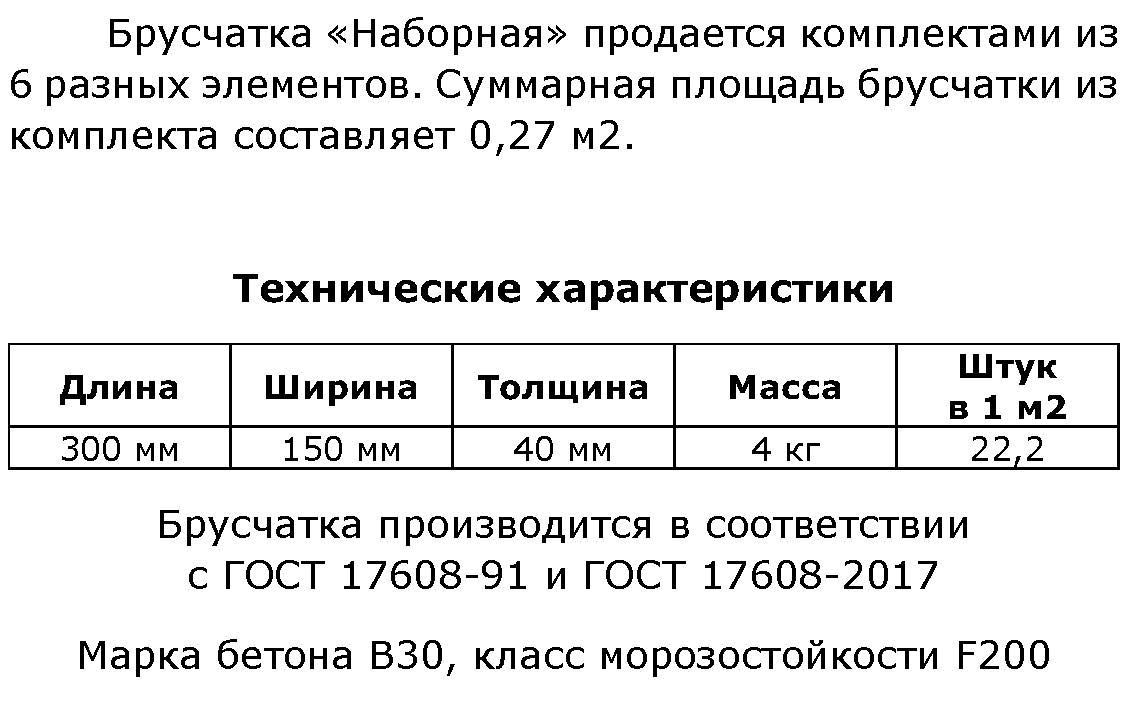 Брусчатка «Наборная» продается комплектами из
6 разных элементов. Суммарная площадь брусчатки из
комплекта составляет 0,27 м2.
Технические характеристики
Длина Ширина Толщина Масса Штук в 1 м2
300 мм 150 мм 40 мм 4 кг 22,2
Брусчатка производится в соответствии
с ГОСТ 17608-91 и ГОСТ 17608-2017
Марка бетона B30, класс морозостойкости F200